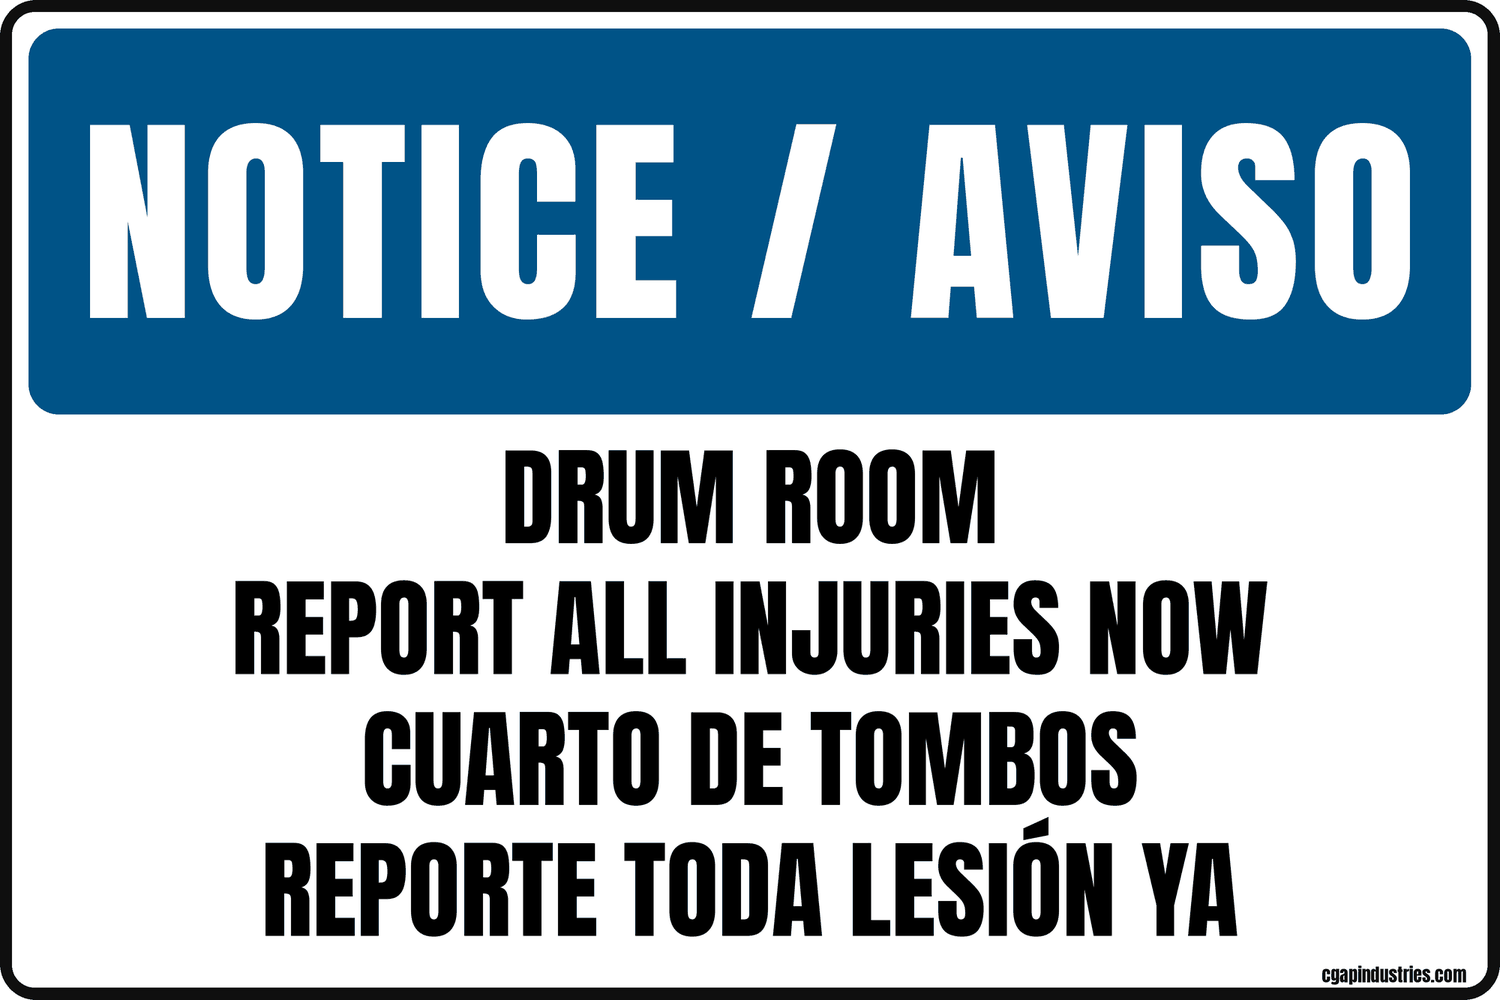 NOTICE / AVISO
DRUM ROOM
REPORT ALL INJURIES NOW
CUARTO DE TOMBOS
REPORTE TODA LESIÓN YA
cgapindustries.com